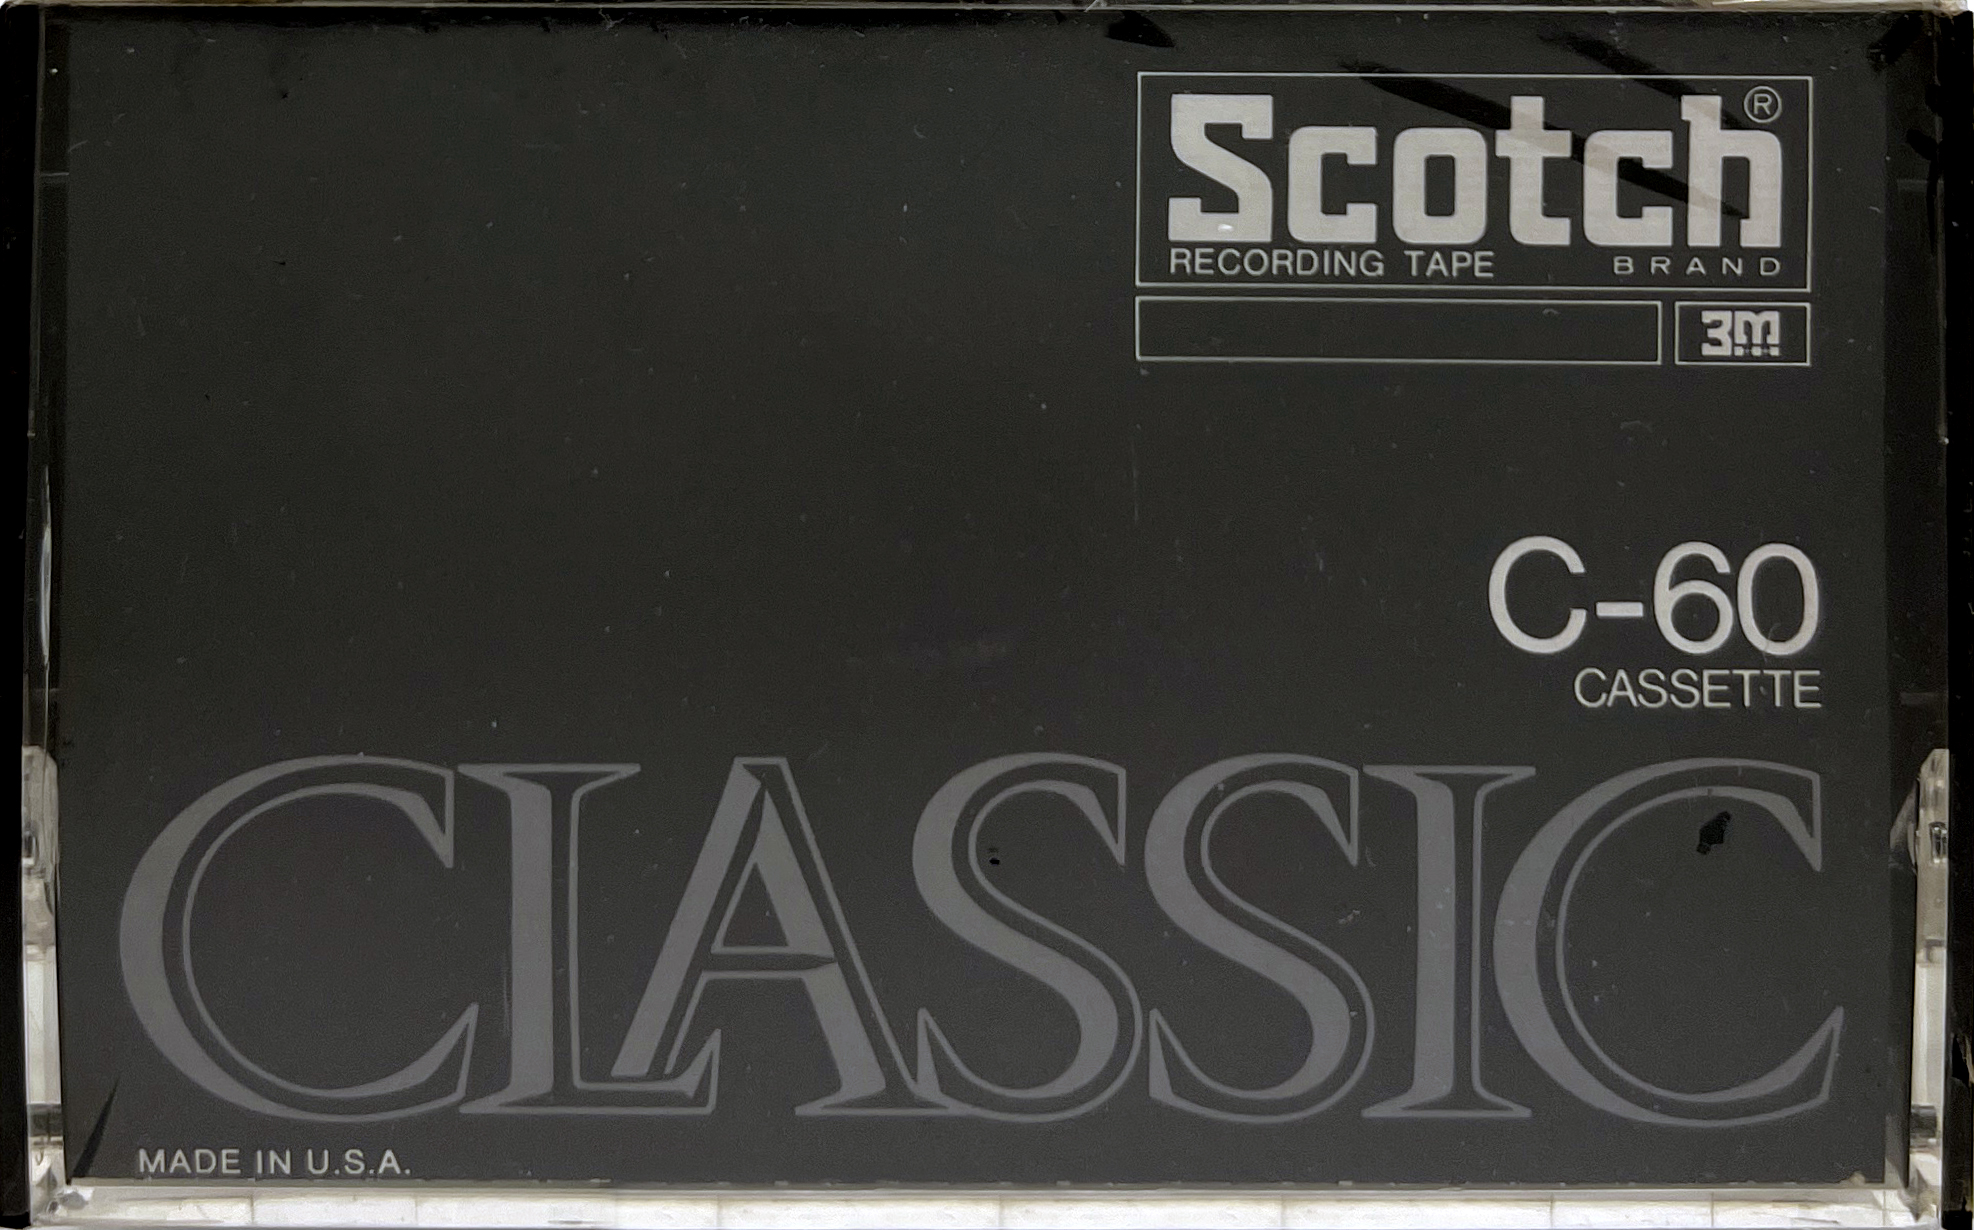 Scotch®
RECORDING TAPE BRAND
3M
C-60
CASSETTE
CLASSIC
MADE IN U.S.A.